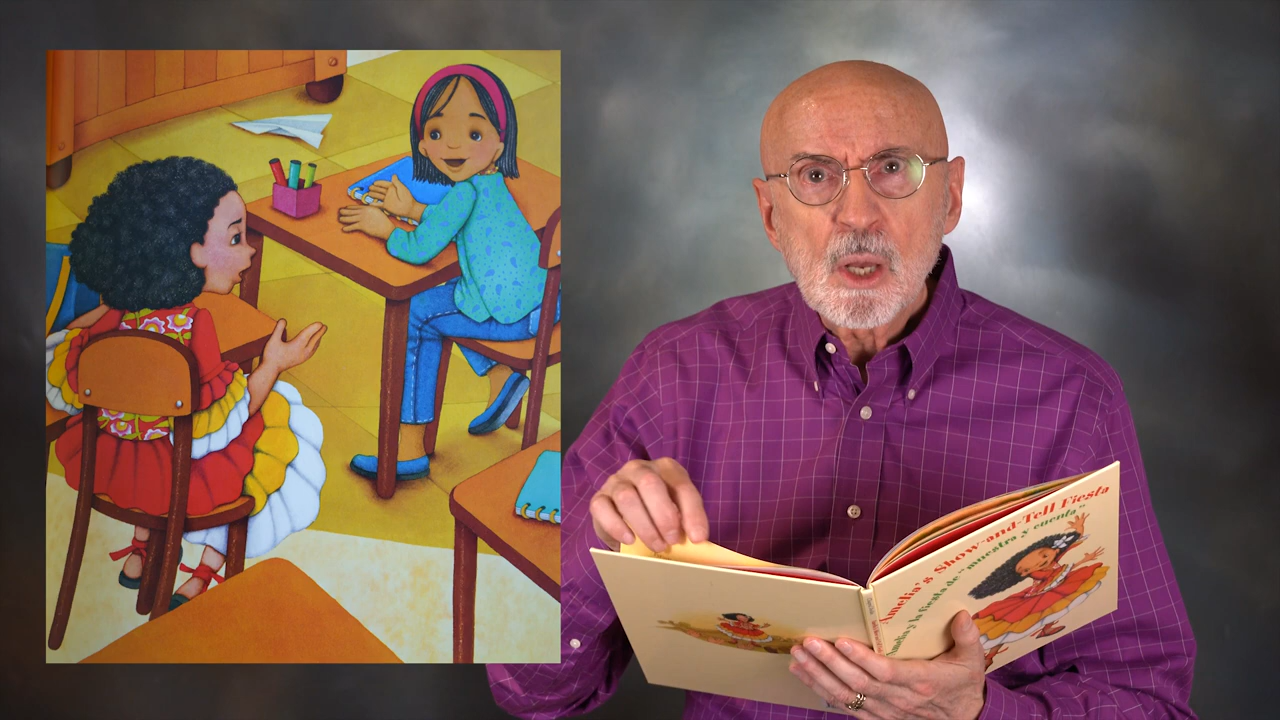 Amelia's Show-and-Tell Fiesta
Amelia y la fiesta de "muestra y cuenta"